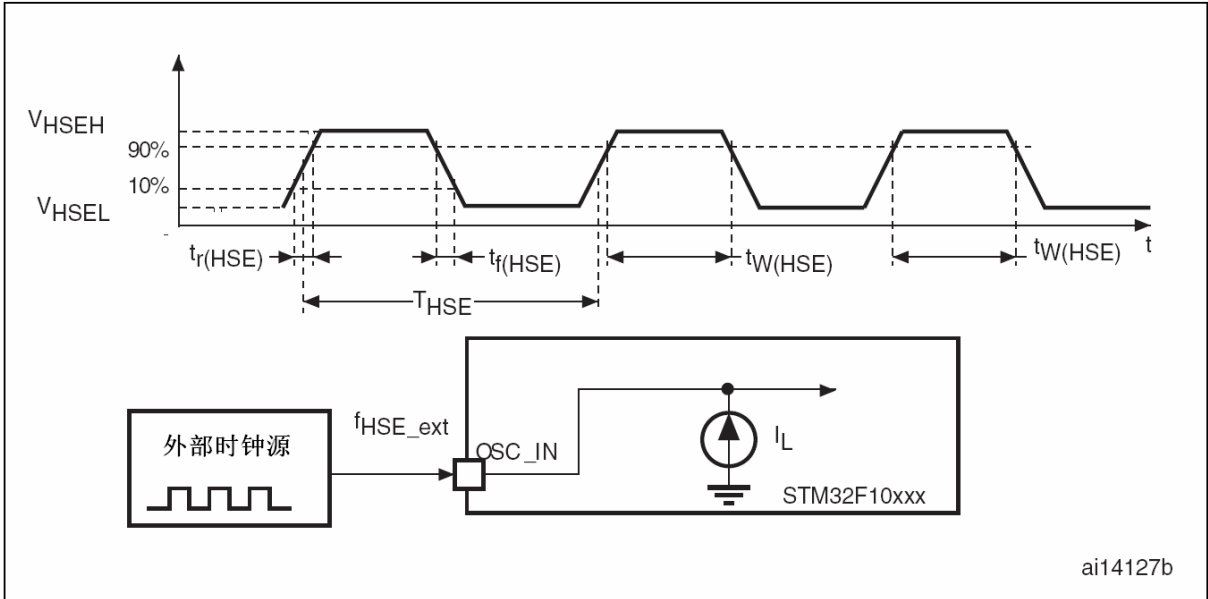 VHSEH
90%
10%
VHSEL
tr(HSE)
tf(HSE)
tW(HSE)
tW(HSE)
t
THSE
外部时钟源
fHSE_ext
OSC_IN
IL
STM32F10xxx
ai14127b